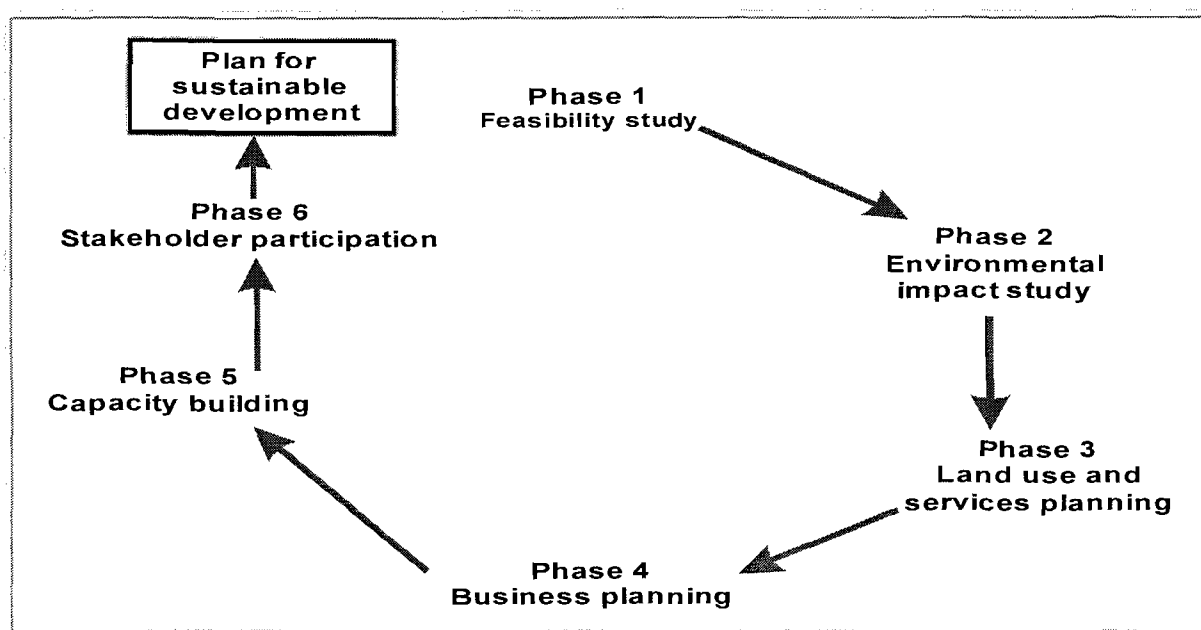 Plan for
sustainable
development
Phase 1
Feasibility study
Phase 2
Environmental
impact study
Phase 3
Land use and
services planning
Phase 4
Business planning
Phase 5
Capacity building
Phase 6
Stakeholder participation